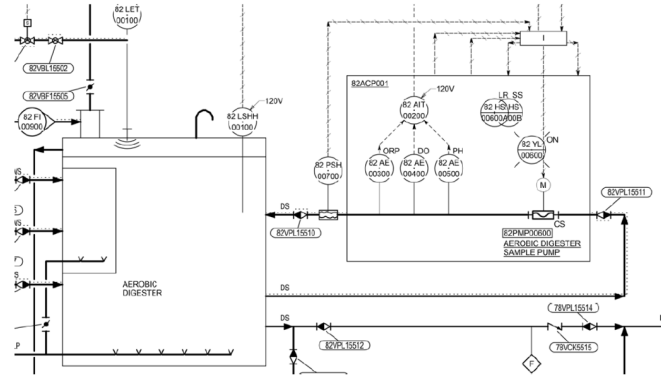 82 LET
00100
82VBL15502
82VBF15505
82 FI
00900
82 LSHH
00100
120V
82ACP001
120V
82 AIT
00200
LR SS
82 HS HS
00600A 00B
I
82 YL
00600
ON
82 PSH
00700
ORP
82 AE
00300
DO
82 AE
00400
PH
82 AE
00500
M
82VPL15511
DS
82VPL15510
CS
82PMP00600
AEROBIC DIGESTER
SAMPLE PUMP
AEROBIC
DIGESTER
DS
78VPL15514
DS
DS
82VPL15512
78VCK5515
F